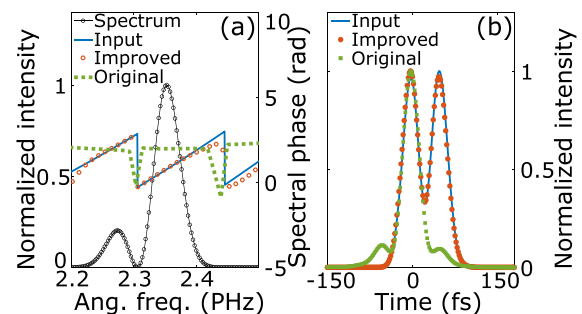 Spectrum
Input
Improved
Original
(a)
Normalized intensity
1
0.5
0
2.2
2.3
2.4
Ang. freq. (PHz)
10
5
0
-5
Spectral phase (rad)
Input
Improved
Original
(b)
-150
0
150
Time (fs)
1
0.5
0
Normalized intensity